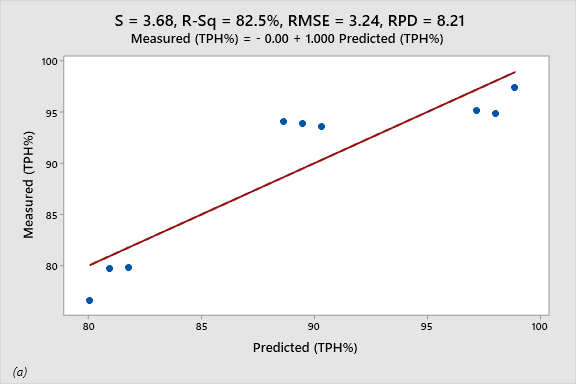 S = 3.68, R-Sq = 82.5%, RMSE = 3.24, RPD = 8.21
Measured (TPH%) = - 0.00 + 1.000 Predicted (TPH%)
100
95
90
85
80
Measured (TPH%)
80 85 90 95 100
Predicted (TPH%)
(a)